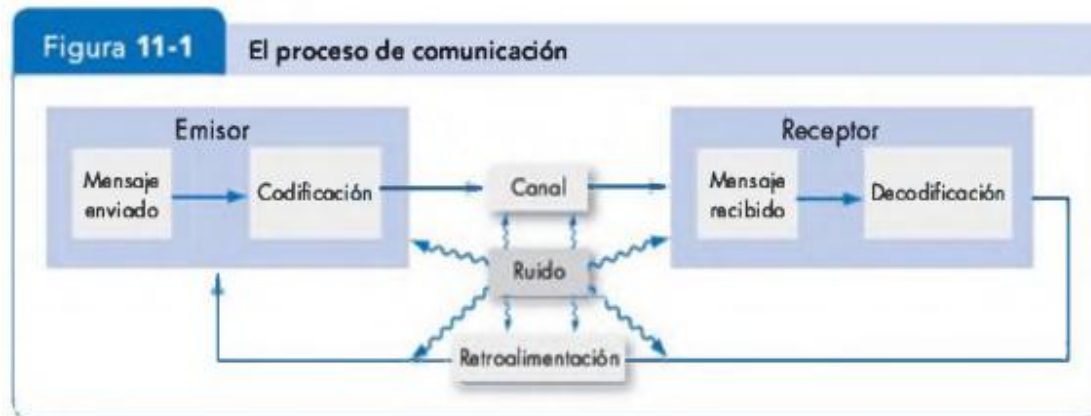 Figura 11-1
El proceso de comunicación
Emisor
Mensaje
enviado
Codificación
Canal
Receptor
Mensaje
recibido
Decodificación
Ruido
Retroalimentación